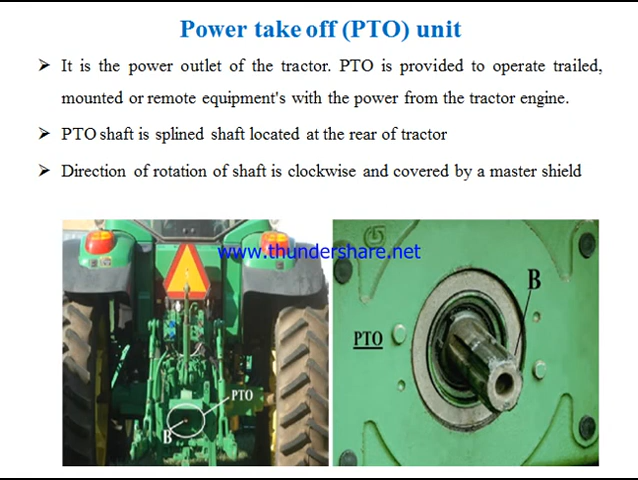 Power take off (PTO) unit
➤ It is the power outlet of the tractor. PTO is provided to operate trailed,
mounted or remote equipment's with the power from the tractor engine.
➤ PTO shaft is splined shaft located at the rear of tractor
➤ Direction of rotation of shaft is clockwise and covered by a master shield
www.thundershare.net
PTO
B
B
PTO